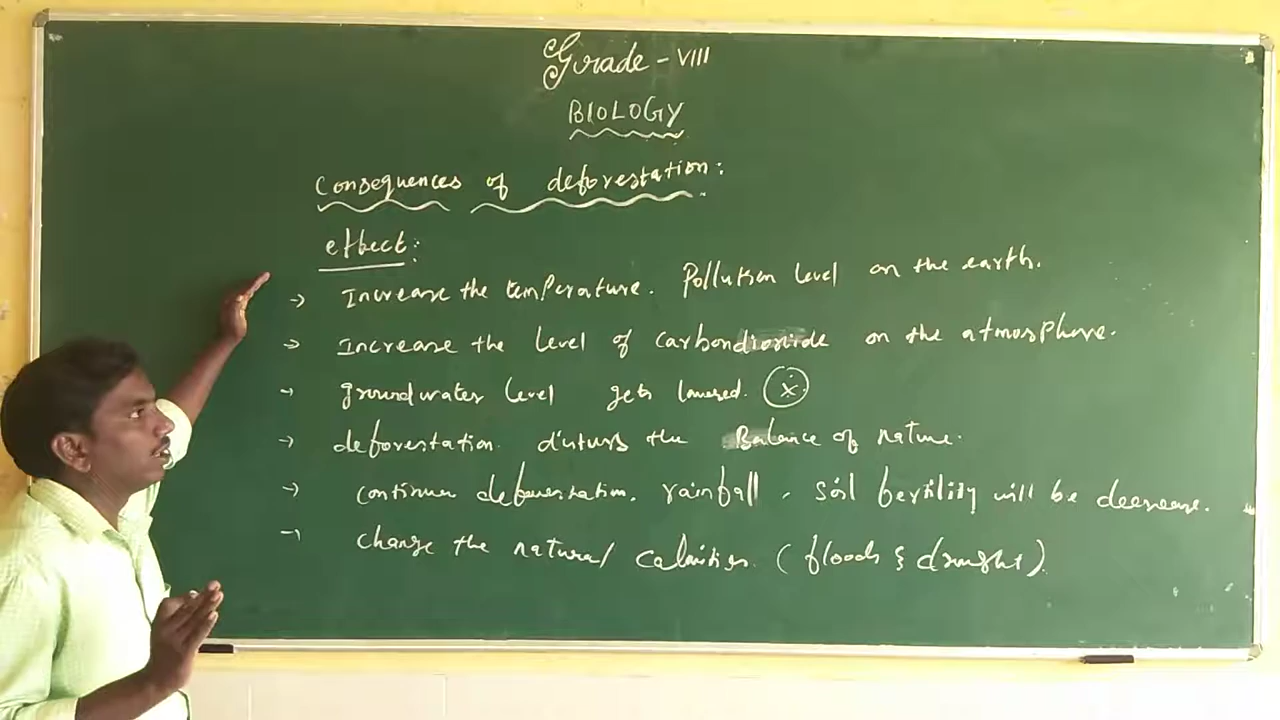 Grade - VIII
BIOLOGY
Consequences of deforestation:
effect:
→ Increase the temperature. Pollution level on the earth.
→ Increase the level of carbondioxide on the atmosphere.
→ groundwater level gets lowered. (x)
→ deforestation disturbs the Balance of nature.
→ continue deforestation. rainfall, soil fertility will be decrease.
→ change the natural calamities. (floods & drought).